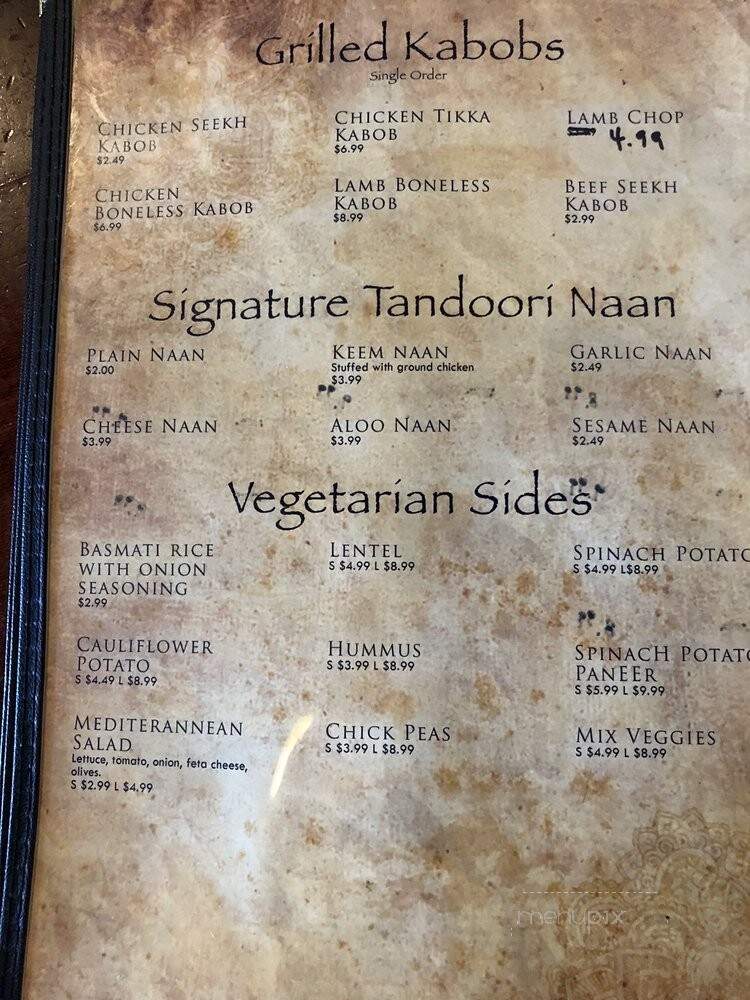 Grilled Kabobs
Single Order
CHICKEN SEEKH
KABOB
$2.49
CHICKEN TIKKA
KABOB
$6.99
LAMB CHOP
4.99
CHICKEN
BONELESS KABOB
$6.99
LAMB BONELESS
KABOB
$8.99
BEEF SEEKH
KABOB
$2.99
Signature Tandoori Naan
PLAIN NAAN
$2.00
KEEM NAAN
Stuffed with ground chicken
$3.99
GARLIC NAAN
$2.49
CHEESE NAAN
$3.99
ALOO NAAN
$3.99
SESAME NAAN
$2.49
Vegetarian Sides
BASMATI RICE
WITH ONION
SEASONING
$2.99
LENTEL
S $4.99 L $8.99
SPINACH POTATO
S $4.99 L$8.99
CAULIFLOWER
POTATO
S $4.49 L $8.99
HUMMUS
S $3.99 L $8.99
SPINACH POTATO
PANEER
S $5.99 L $9.99
MEDITERANNEAN
SALAD
Lettuce, tomato, onion, feta cheese,
olives.
S $2.99 L $4.99
CHICK PEAS
S $3.99 L $8.99
MIX VEGGIES
S $4.99 L $8.99
menupix